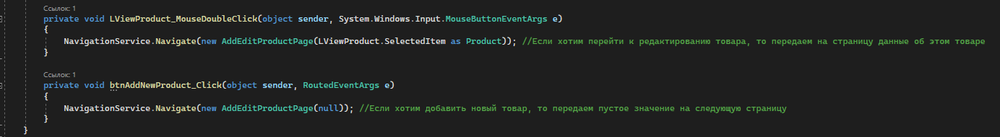 Ссылок: 1
private void LViewProduct_MouseDoubleClick(object sender, System.Windows.Input.MouseButtonEventArgs e)
{
NavigationService.Navigate(new AddEditProductPage(LViewProduct.SelectedItem as Product)); //Если хотим перейти к редактированию товара, то передаем на страницу данные об этом товаре
}
Ссылок: 1
private void btnAddNewProduct_Click(object sender, RoutedEventArgs e)
{
NavigationService.Navigate(new AddEditProductPage(null)); //Если хотим добавить новый товар, то передаем пустое значение на следующую страницу
}
}